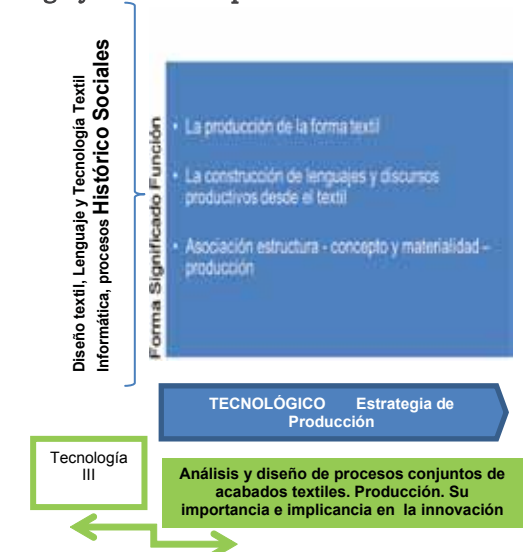 Diseño textil, Lenguaje y Tecnología Textil
Informática, procesos Histórico Sociales
Forma Significado Función
• La producción de la forma textil
• La construcción de lenguajes y discursos
productivos desde el textil
• Asociación estructura - concepto y materialidad –
producción
TECNOLÓGICO Estrategia de
Producción
Tecnología
III
Análisis y diseño de procesos conjuntos de
acabados textiles. Producción. Su
importancia e implicancia en la innovación